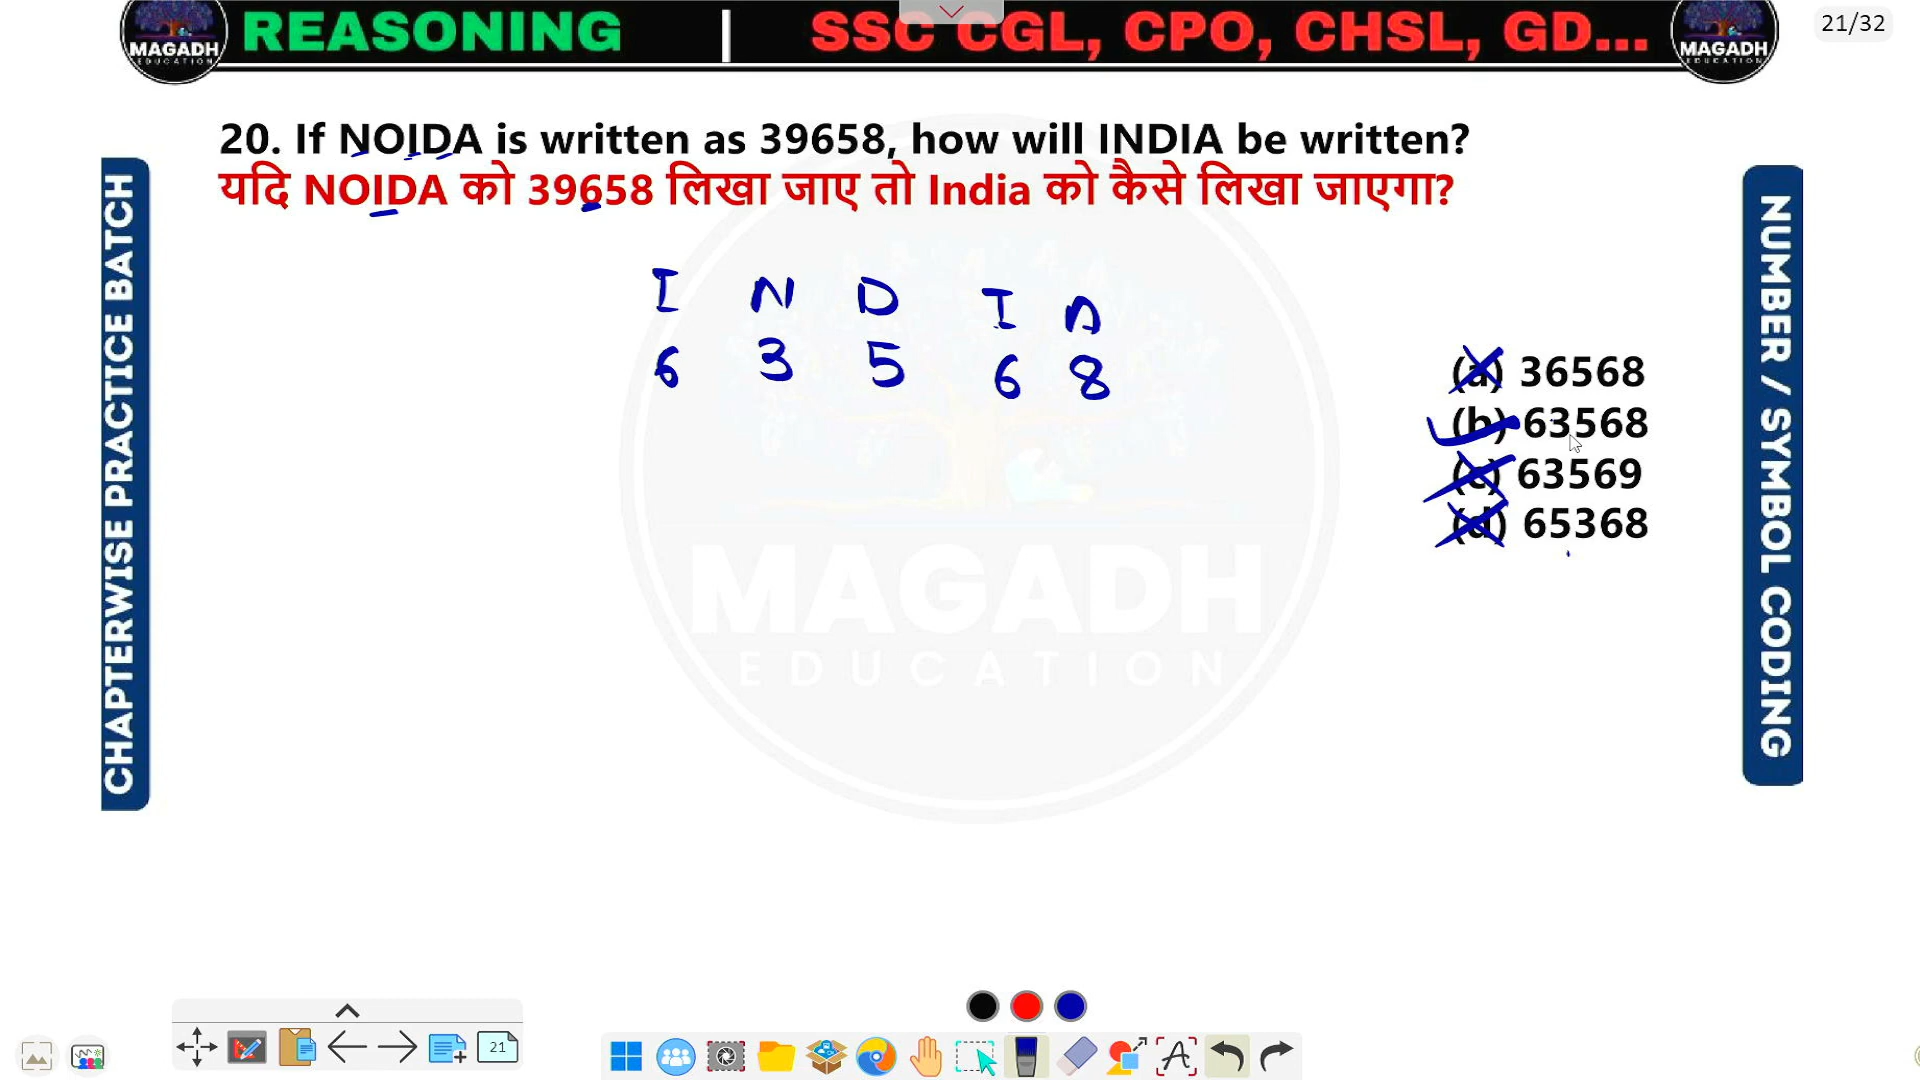 MAGADH
EDUCATION
REASONING | SSC CGL, CPO, CHSL, GD...
MAGADH
EDUCATION
21/32
20. If NOIDA is written as 39658, how will INDIA be written?
यदि NOIDA को 39658 लिखा जाए तो India को कैसे लिखा जाएगा?
CHAPTERWISE PRACTICE BATCH
I N D I A
6 3 5 6 8
(a) 36568
(b) 63568
(c) 63569
(d) 65368
NUMBER / SYMBOL CODING
MAGADH
EDUCATION
21